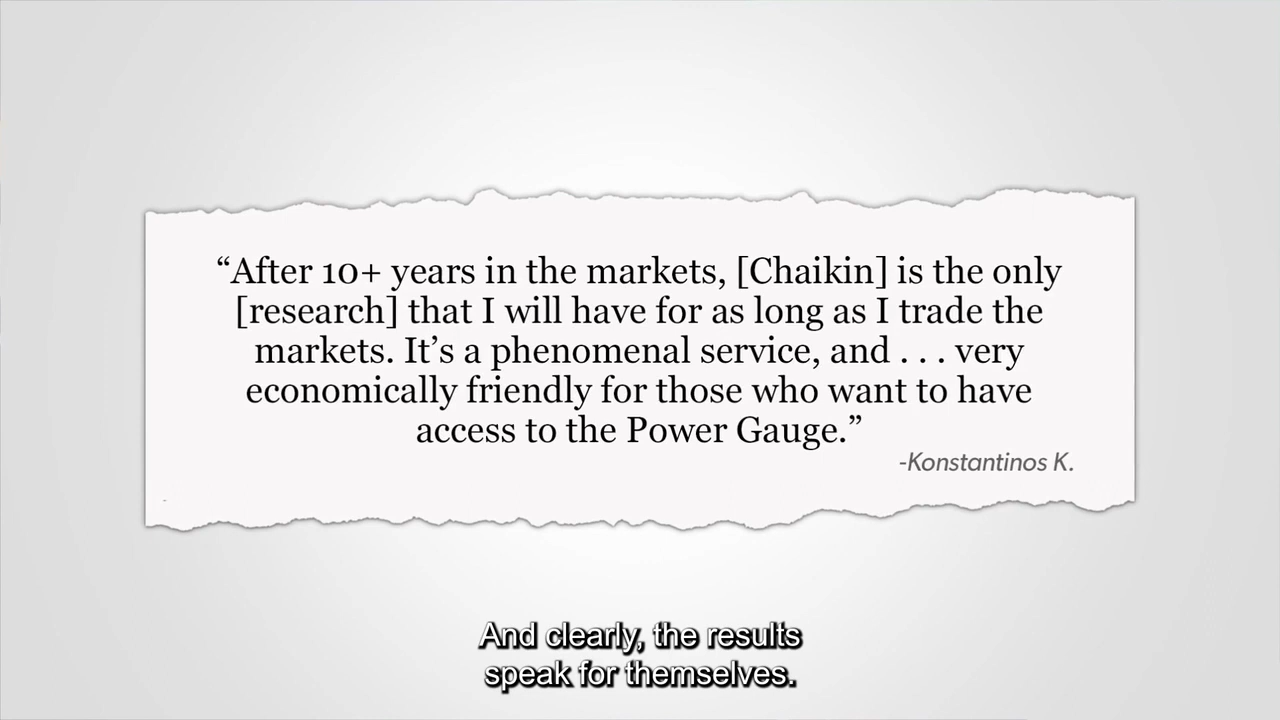 “After 10+ years in the markets, [Chaikin] is the only
[research] that I will have for as long as I trade the
markets. It’s a phenomenal service, and . . . very
economically friendly for those who want to have
access to the Power Gauge.”
-Konstantinos K.
And clearly, the results
speak for themselves.